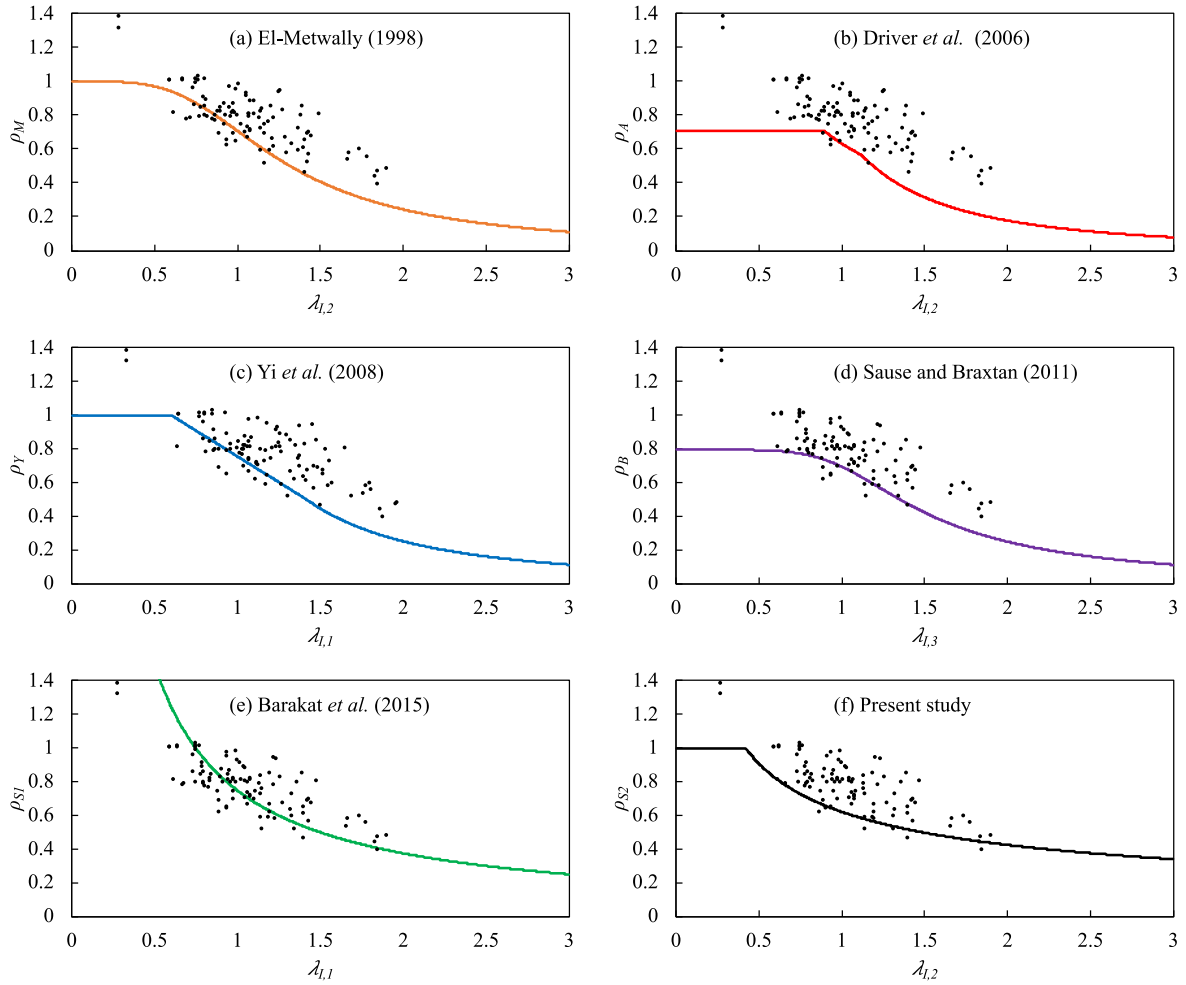 (a) El-Metwally (1998)
ρM
1.4
1.2
1
0.8
0.6
0.4
0.2
0
0 0.5 1 1.5 2 2.5 3
λI,2
(b) Driver et al. (2006)
ρA
1.4
1.2
1
0.8
0.6
0.4
0.2
0
0 0.5 1 1.5 2 2.5 3
λI,2
(c) Yi et al. (2008)
ρY
1.4
1.2
1
0.8
0.6
0.4
0.2
0
0 0.5 1 1.5 2 2.5 3
λI,1
(d) Sause and Braxtan (2011)
ρB
1.4
1.2
1
0.8
0.6
0.4
0.2
0
0 0.5 1 1.5 2 2.5 3
λI,3
(e) Barakat et al. (2015)
ρS1
1.4
1.2
1
0.8
0.6
0.4
0.2
0
0 0.5 1 1.5 2 2.5 3
λI,1
(f) Present study
ρS2
1.4
1.2
1
0.8
0.6
0.4
0.2
0
0 0.5 1 1.5 2 2.5 3
λI,2